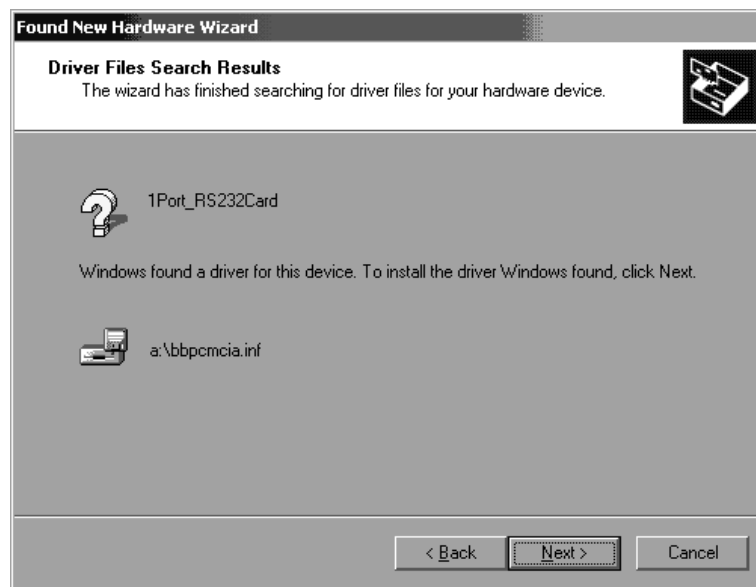 Found New Hardware Wizard
Driver Files Search Results
The wizard has finished searching for driver files for your hardware device.
1Port_RS232Card
Windows found a driver for this device. To install the driver Windows found, click Next.
a:\bbpcmcia.inf
< Back
Next >
Cancel